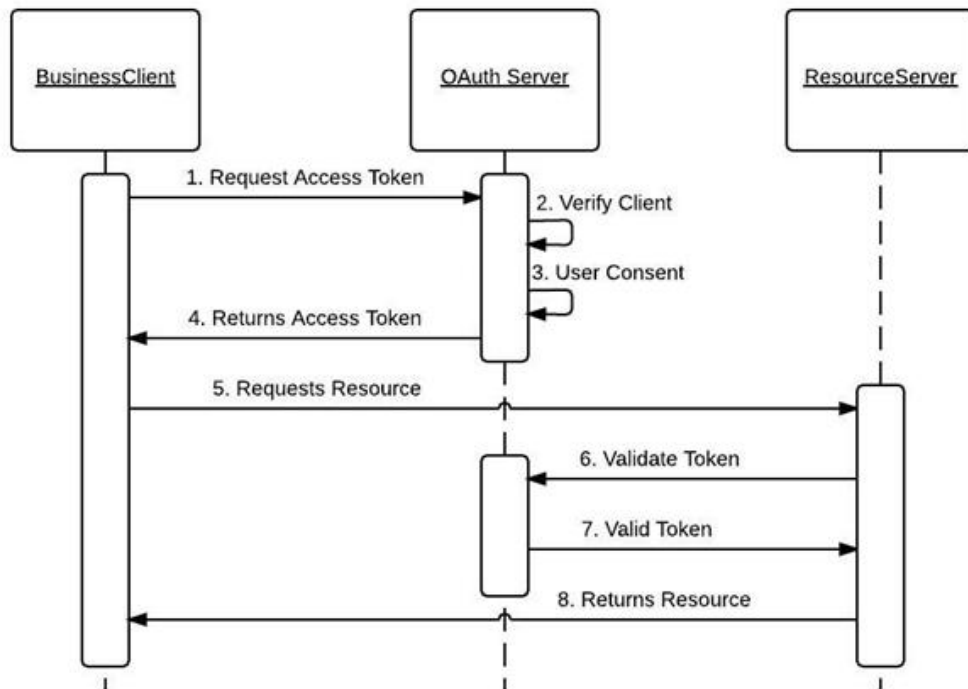 BusinessClient
OAuth Server
ResourceServer
1. Request Access Token
2. Verify Client
3. User Consent
4. Returns Access Token
5. Requests Resource
6. Validate Token
7. Valid Token
8. Returns Resource